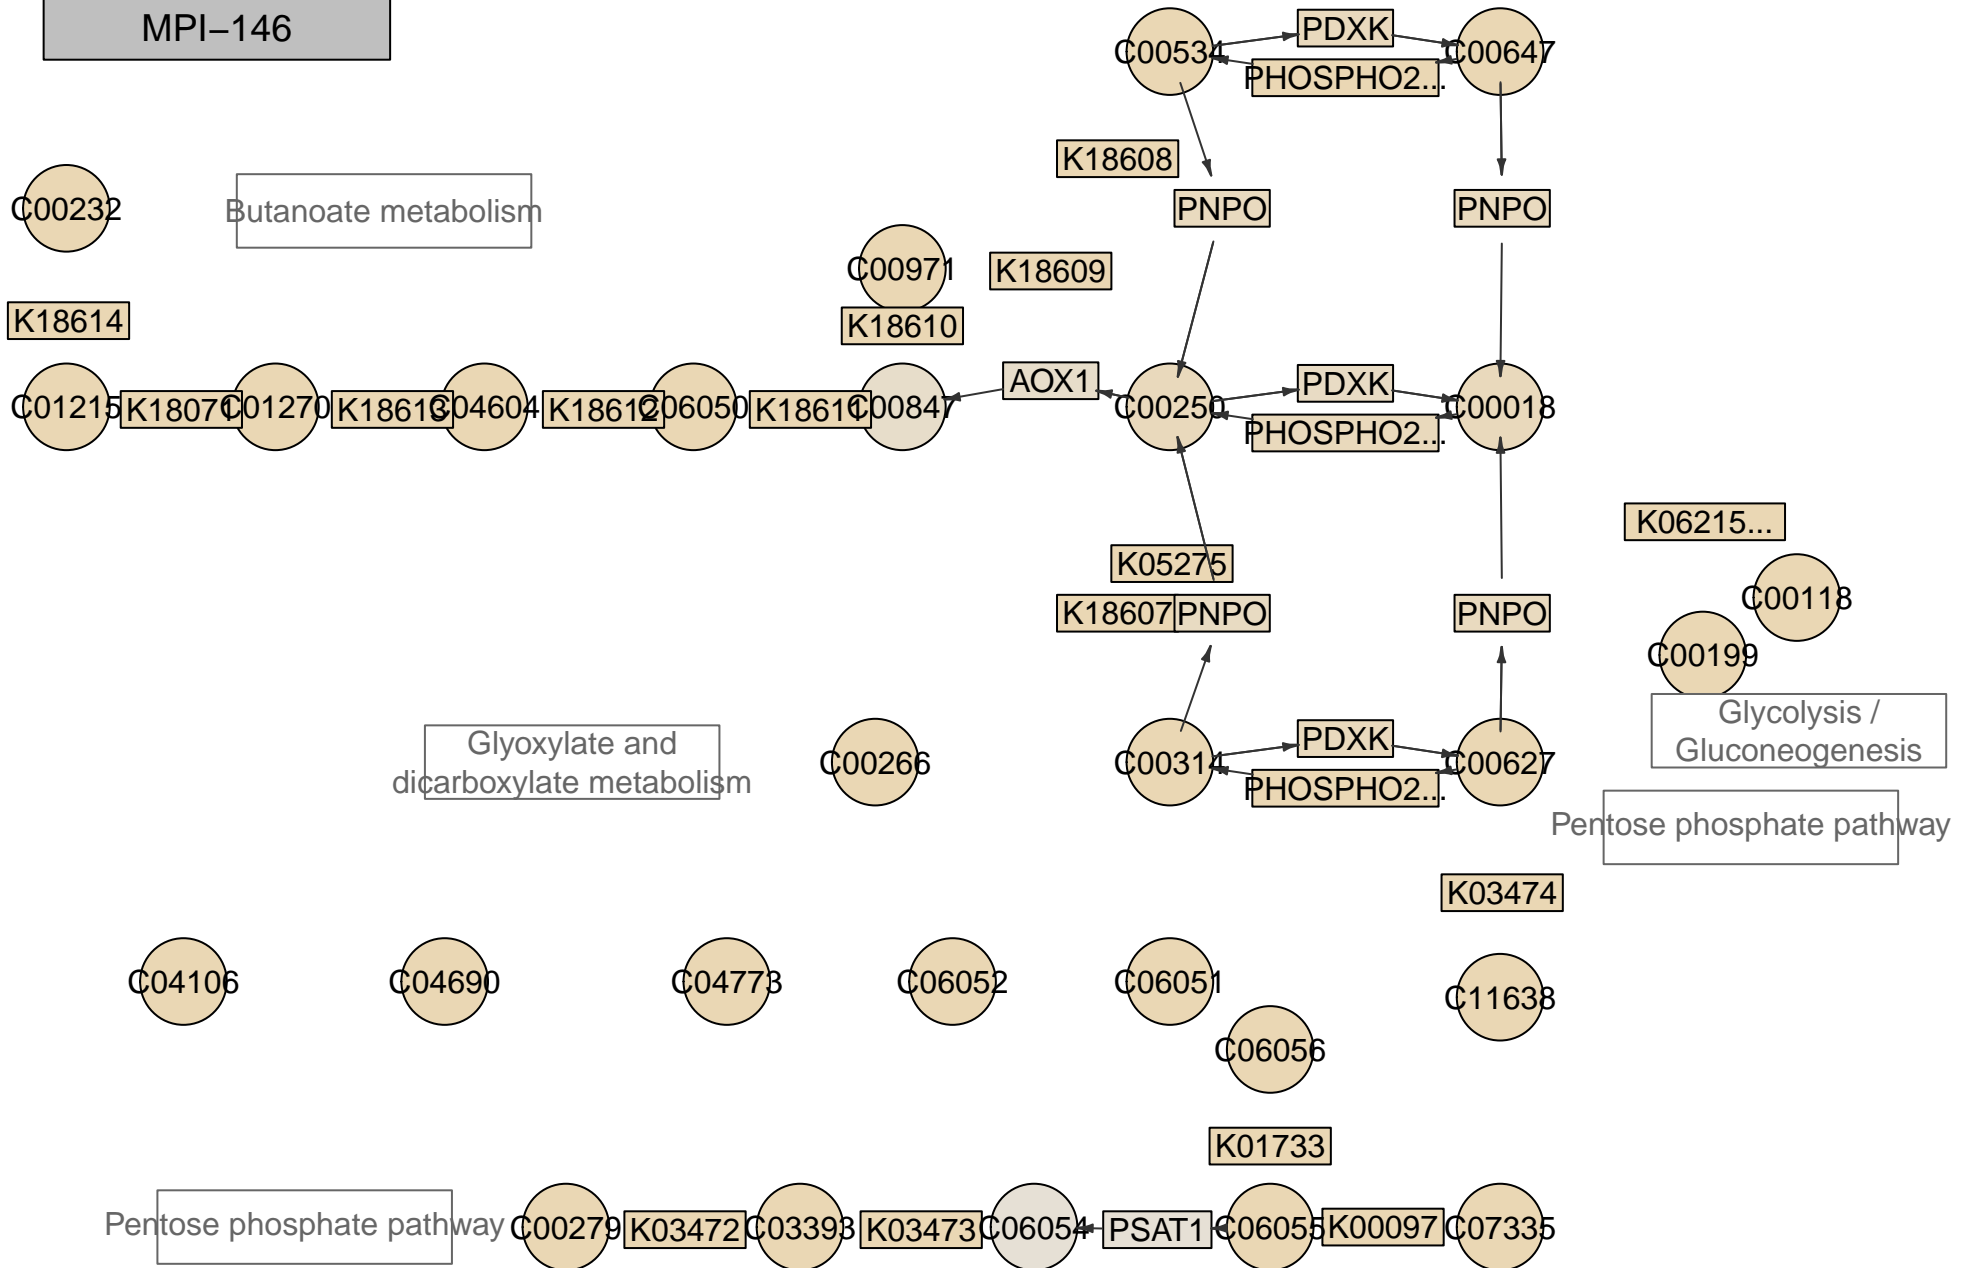 MPI–146
C00534
PDXK
C00647
PHOSPHO2...
K18608
C00232
Butanoate metabolism
PNPO
PNPO
C00971
K18609
K18614
K18610
C01215
K18071
C01270
K18613
C04604
K18612
C06050
K18611
C00847
AOX1
C00250
PDXK
C00018
PHOSPHO2...
K06215...
K05275
C00118
K18607
PNPO
PNPO
C00199
Glycolysis /
Gluconeogenesis
Glyoxylate and
dicarboxylate metabolism
C00266
C00314
PDXK
C00627
PHOSPHO2...
Pentose phosphate pathway
K03474
C04106
C04690
C04773
C06052
C06051
C11638
C06056
K01733
Pentose phosphate pathway
C00279
K03472
C03393
K03473
C06054
PSAT1
C06055
K00097
C07335